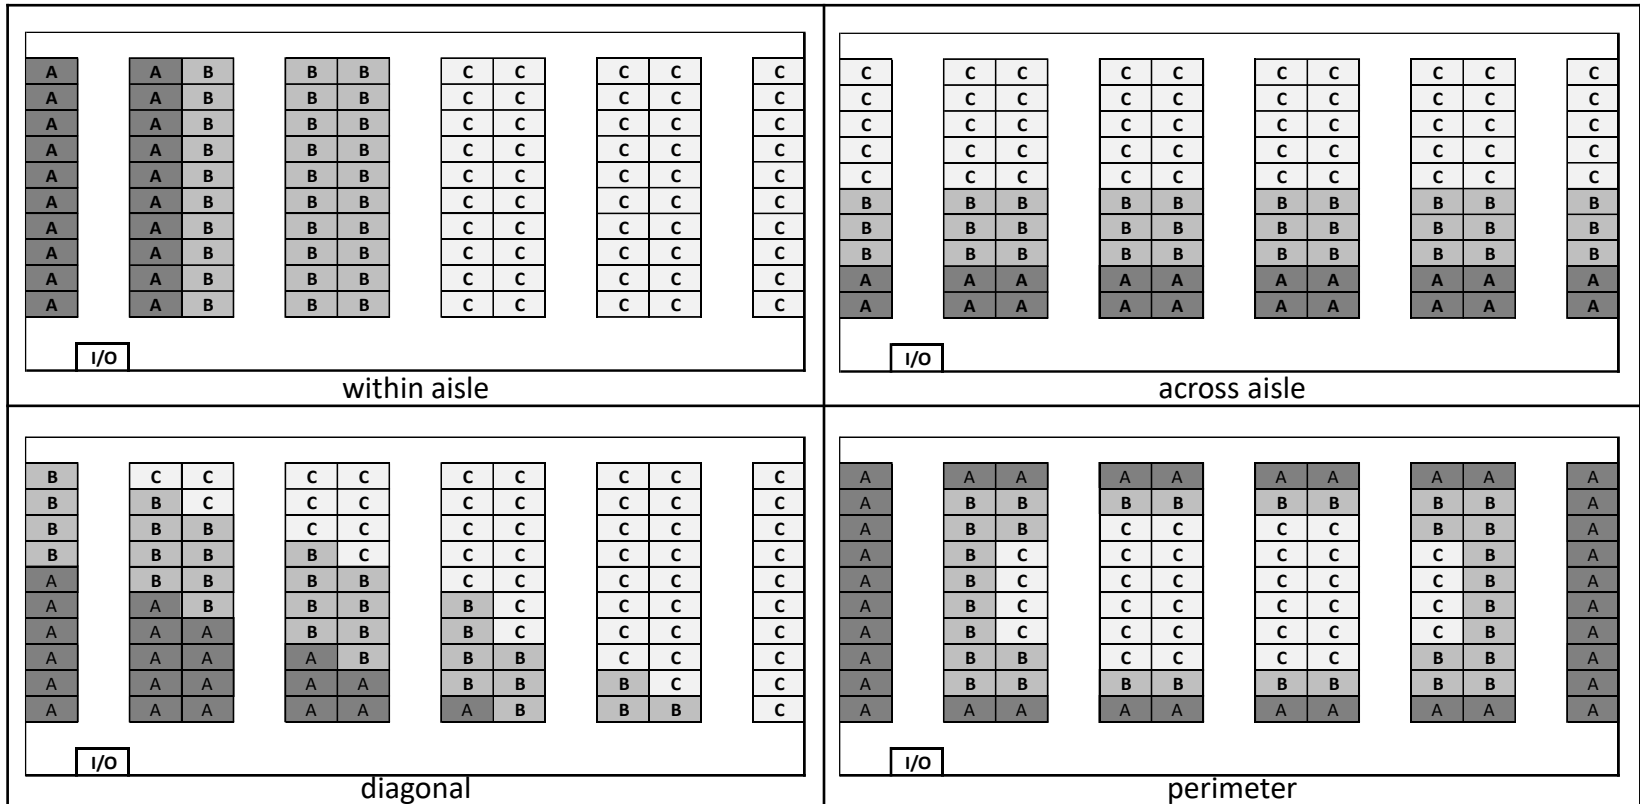 A A B B B C C C C C
A A B B B C C C C C
A A B B B C C C C C
A A B B B C C C C C
A A B B B C C C C C
A A B B B C C C C C
A A B B B C C C C C
A A B B B C C C C C
A A B B B C C C C C
A A B B B C C C C C
I/O
within aisle
C C C C C C C C C C
C C C C C C C C C C
C C C C C C C C C C
C C C C C C C C C C
C C C C C C C C C C
B B B B B B B B B B
B B B B B B B B B B
B B B B B B B B B B
A A A A A A A A A A
A A A A A A A A A A
I/O
across aisle
B C C C C C C C C C
B B C C C C C C C C
B B B C C C C C C C
B B B B C C C C C C
A B B B B C C C C C
A A B B B B C C C C
A A A B B B C C C C
A A A A B B B C C C
A A A A A B B B C C
A A A A A A B B B C
I/O
diagonal
A A A A A A A A A A
A B B B B B B B B A
A B B C C C C B B A
A B C C C C C C B A
A B C C C C C C B A
A B C C C C C C B A
A B C C C C C C B A
A B B C C C C B B A
A B B B B B B B B A
A A A A A A A A A A
I/O
perimeter